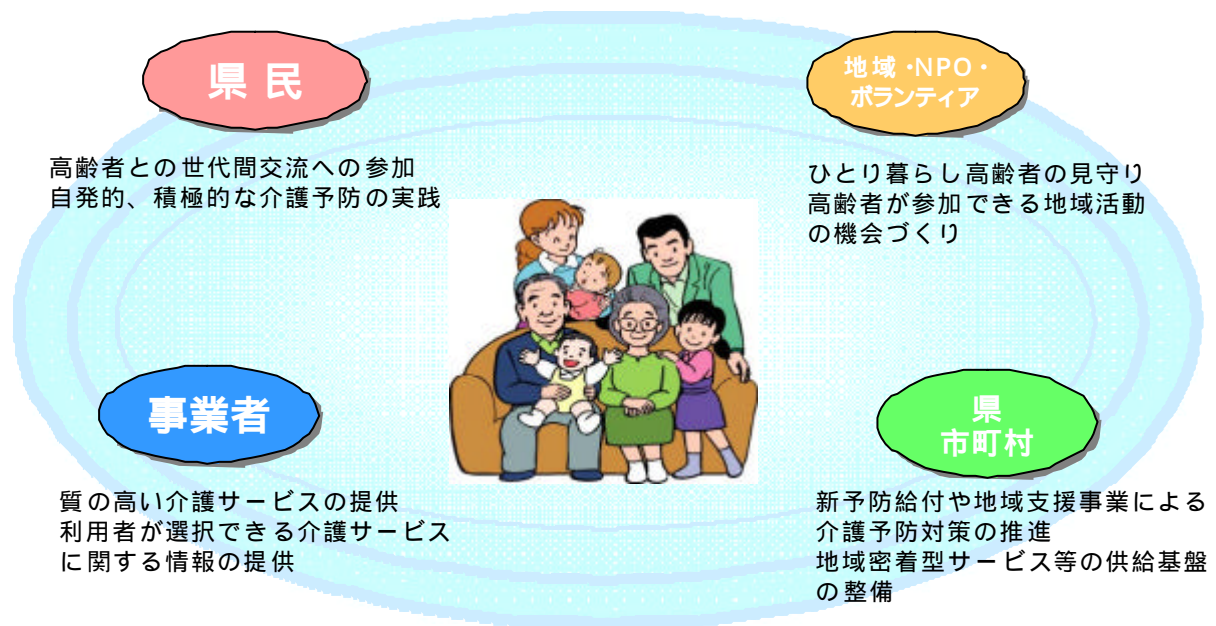 県民
高齢者との世代間交流への参加
自発的、積極的な介護予防の実践
地域・NPO・
ボランティア
ひとり暮らし高齢者の見守り
高齢者が参加できる地域活動
の機会づくり
事業者
質の高い介護サービスの提供
利用者が選択できる介護サービス
に関する情報の提供
県
市町村
新予防給付や地域支援事業による
介護予防対策の推進
地域密着型サービス等の供給基盤
の整備